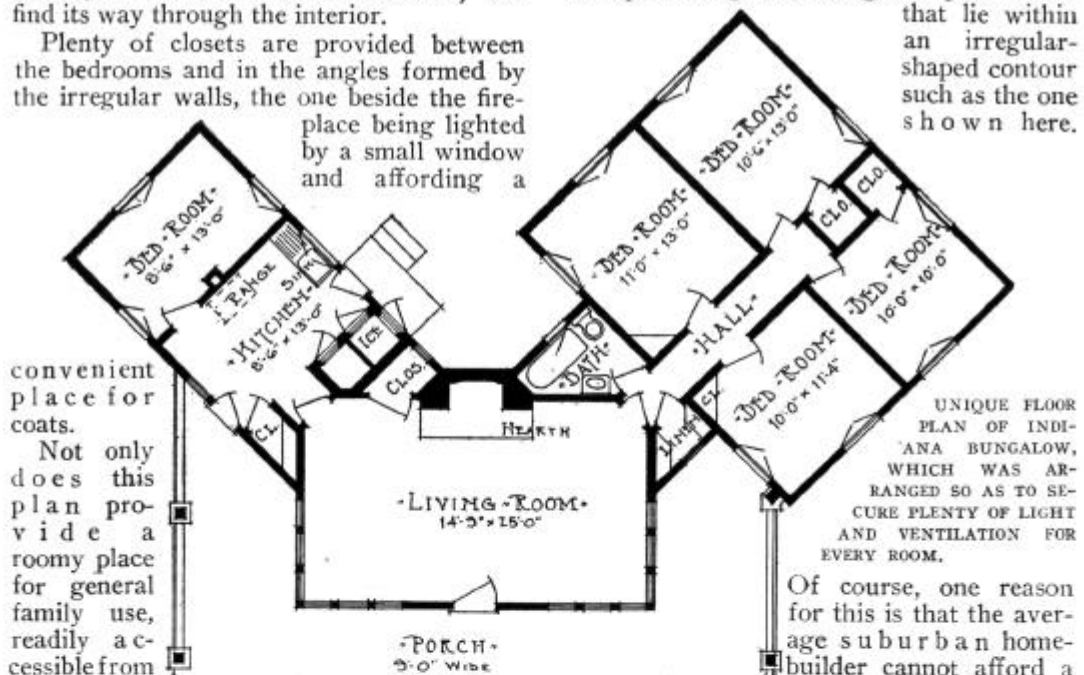 find its way through the interior.
Plenty of closets are provided between
the bedrooms and in the angles formed by
the irregular walls, the one beside the fire-
place being lighted
by a small window
and affording a
convenient
place for
coats.
Not only
does this
plan pro-
vide a
roomy place
for general
family use,
readily ac-
cessible from
that lie within
an irregular-
shaped contour
such as the one
shown here.
UNIQUE FLOOR
PLAN OF INDI-
ANA BUNGALOW,
WHICH WAS AR-
RANGED SO AS TO SE-
CURE PLENTY OF LIGHT
AND VENTILATION FOR
EVERY ROOM.
Of course, one reason
for this is that the aver-
age suburban home-
builder cannot afford a
·BED·ROOM·
8'-6" × 13'-0"
RANGE
SINK
·KITCHEN·
8'-6" × 13'-0"
ICE
CLOS.
CL.
HEARTH
·LIVING·ROOM·
14'-9" × 25'-0"
·PORCH·
9'-0" WIDE
·BATH·
·HALL·
LINEN
CL.
·BED·ROOM·
11'-0" × 13'-0"
·BED·ROOM·
10'-6" × 13'-0"
CLO.
CLO.
·BED·ROOM·
10'-0" × 10'-0"
·BED·ROOM·
10'-0" × 11'-4"